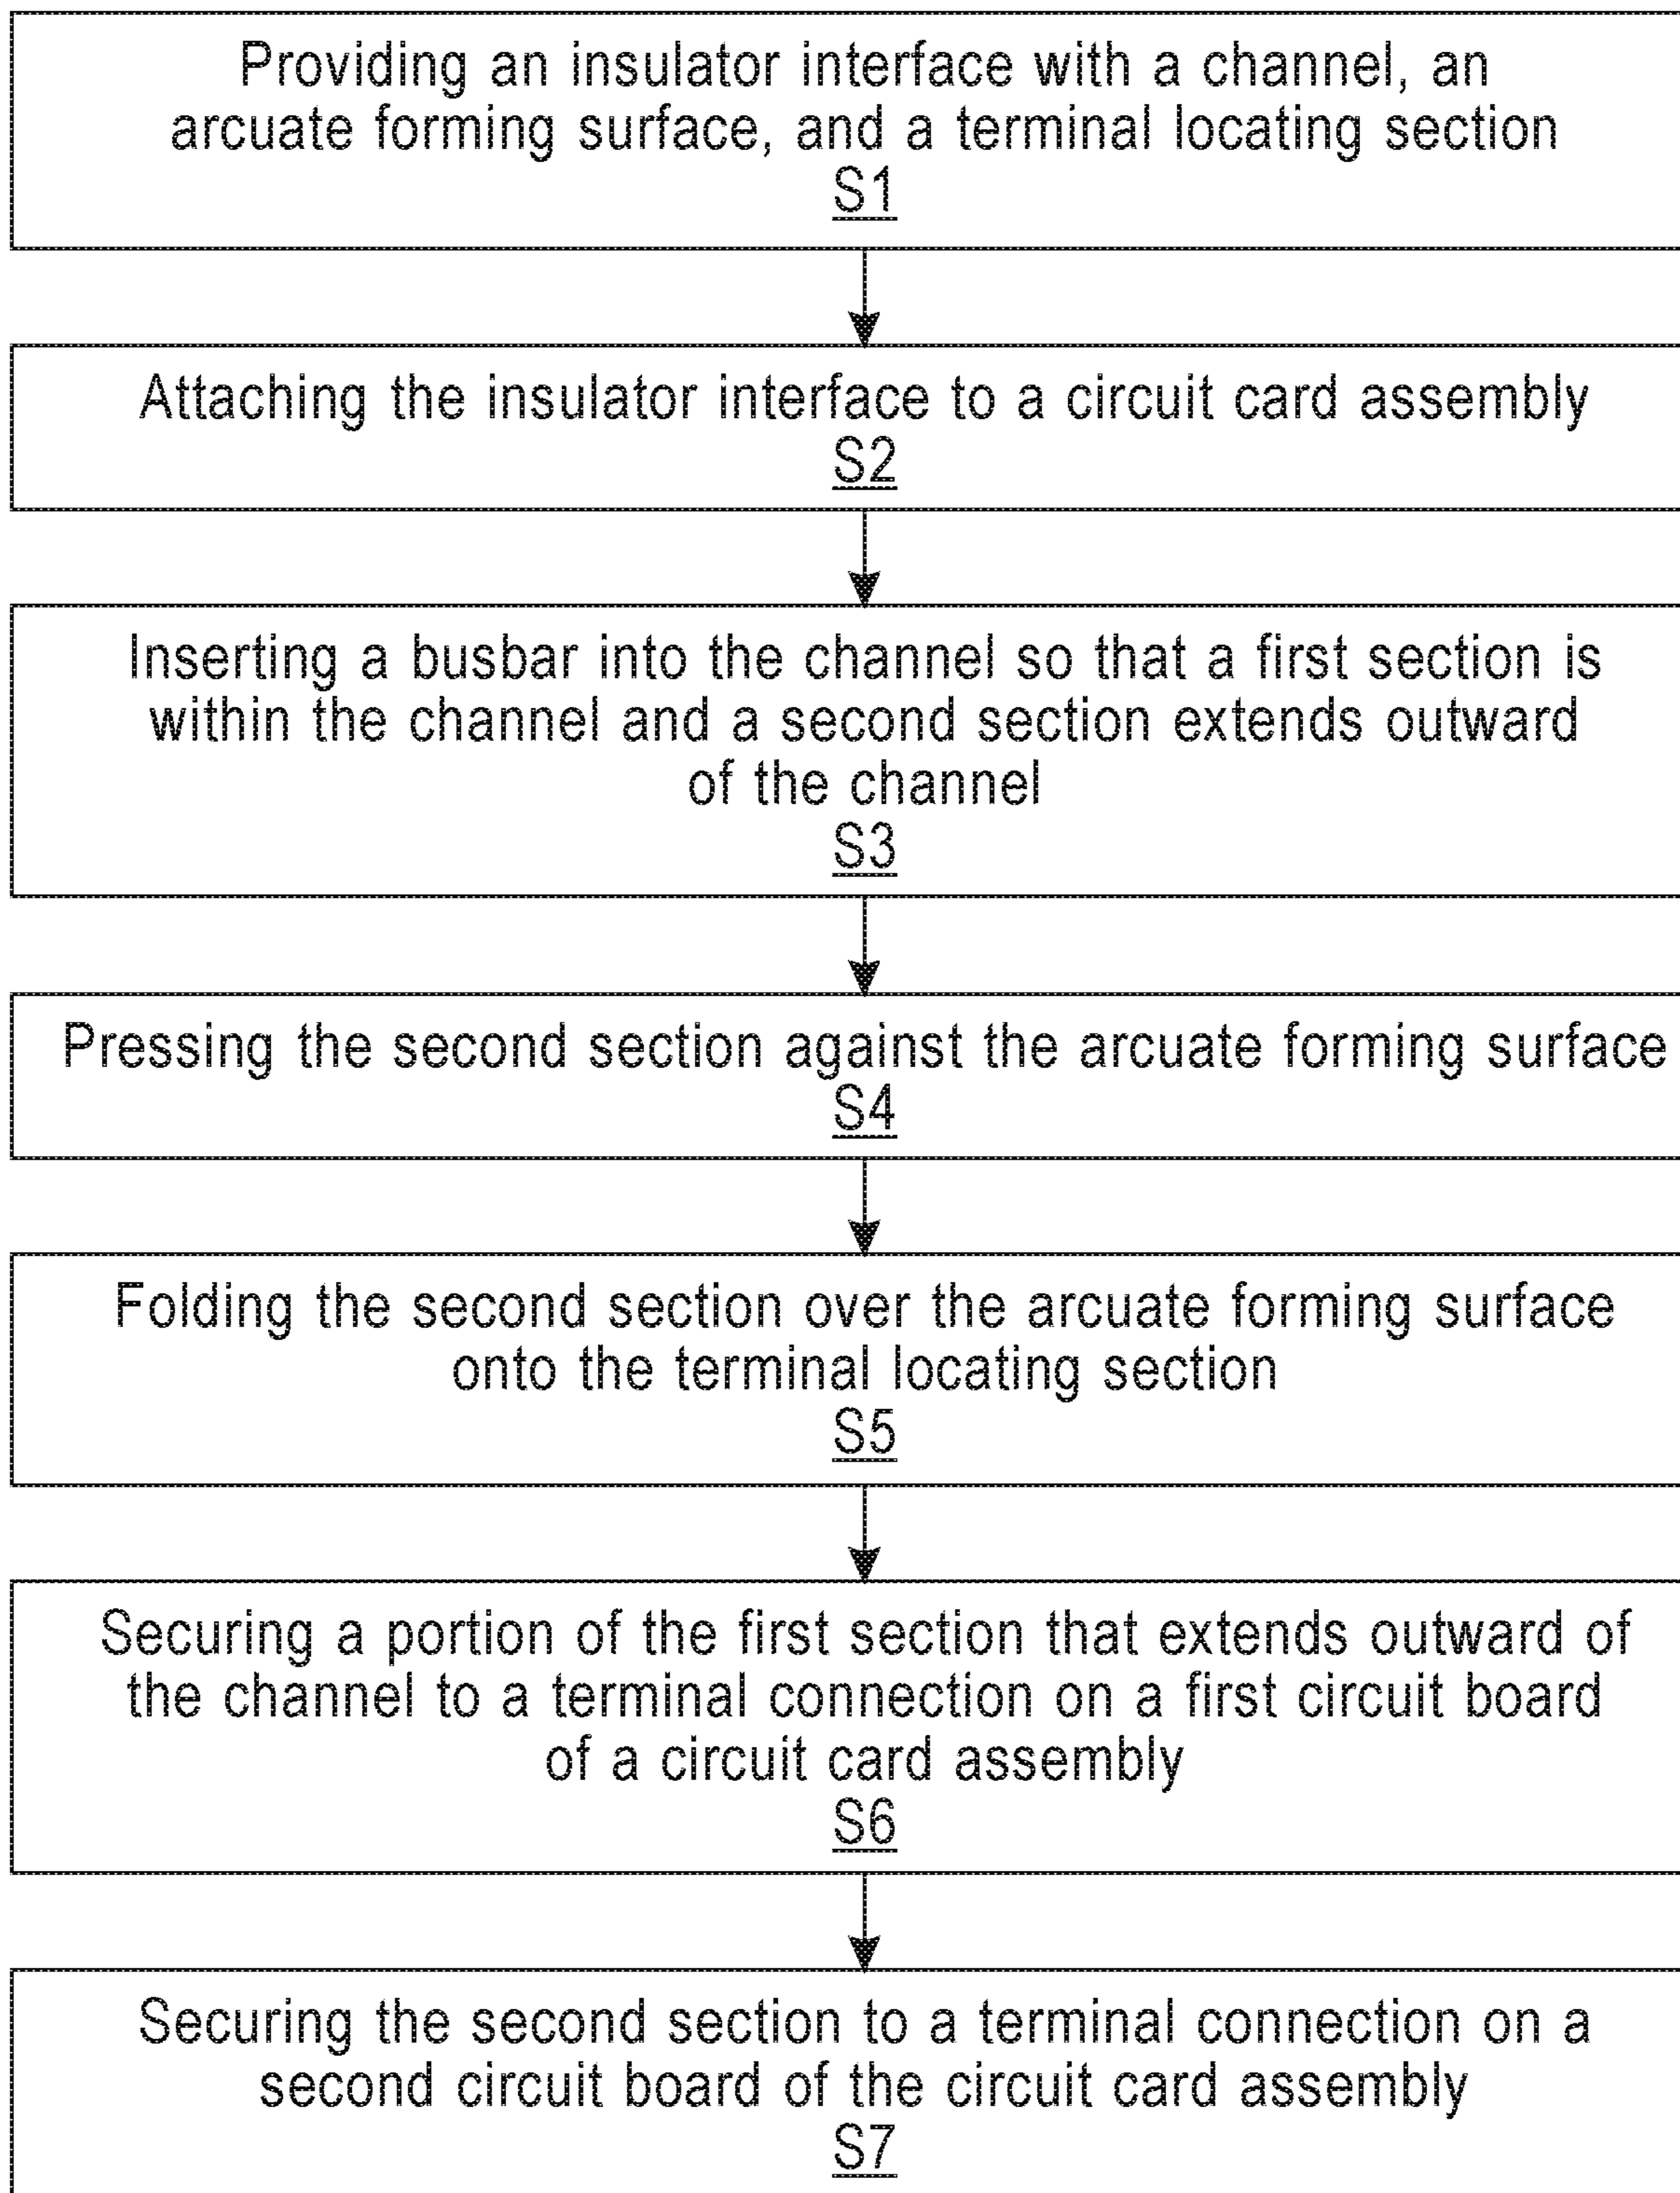 Providing an insulator interface with a channel, an
arcuate forming surface, and a terminal locating section
S1
Attaching the insulator interface to a circuit card assembly
S2
Inserting a busbar into the channel so that a first section is
within the channel and a second section extends outward
of the channel
S3
Pressing the second section against the arcuate forming surface
S4
Folding the second section over the arcuate forming surface
onto the terminal locating section
S5
Securing a portion of the first section that extends outward of
the channel to a terminal connection on a first circuit board
of a circuit card assembly
S6
Securing the second section to a terminal connection on a
second circuit board of the circuit card assembly
S7